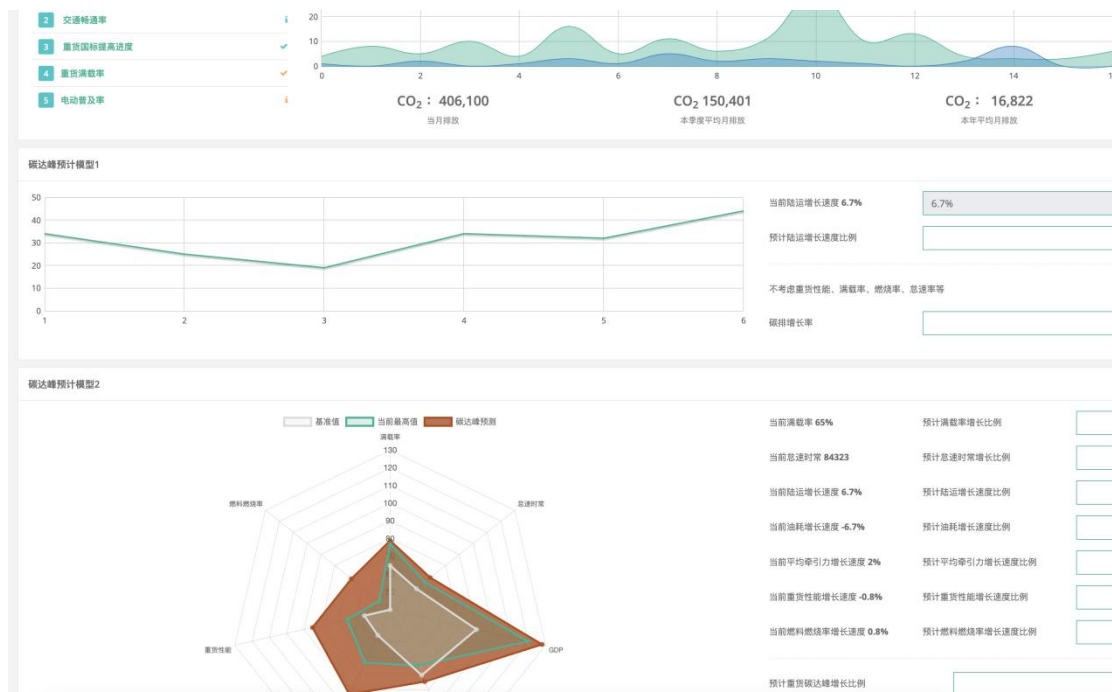 2 交通畅通率
3 重货国标提高进度
4 重货满载率
5 电动普及率
20
10
0
0 2 4 6 8 10 12 14
CO₂： 406,100
当月排放
CO₂ 150,401
本季度平均月排放
CO₂： 16,822
本年平均月排放
碳达峰预计模型1
50
40
30
20
10
0
1 2 3 4 5 6
当前陆运增长速度 6.7%
6.7%
预计陆运增长速度比例
不考虑重货性能、满载率、燃烧率、怠速率等
碳排增长率
碳达峰预计模型2
基准值 当前最高值 碳达峰预测
满载率
130
120
110
100
90
80
燃料燃烧率
怠速时常
重货性能
GDP
当前满载率 65% 预计满载率增长比例
当前怠速时常 84323 预计怠速时常增长比例
当前陆运增长速度 6.7% 预计陆运增长速度比例
当前油耗增长速度 -6.7% 预计油耗增长速度比例
当前平均牵引力增长速度 2% 预计平均牵引力增长速度比例
当前重货性能增长速度 -0.8% 预计重货性能增长速度比例
当前燃料燃烧率增长速度 0.8% 预计燃料燃烧率增长速度比例
预计重货碳达峰增长比例